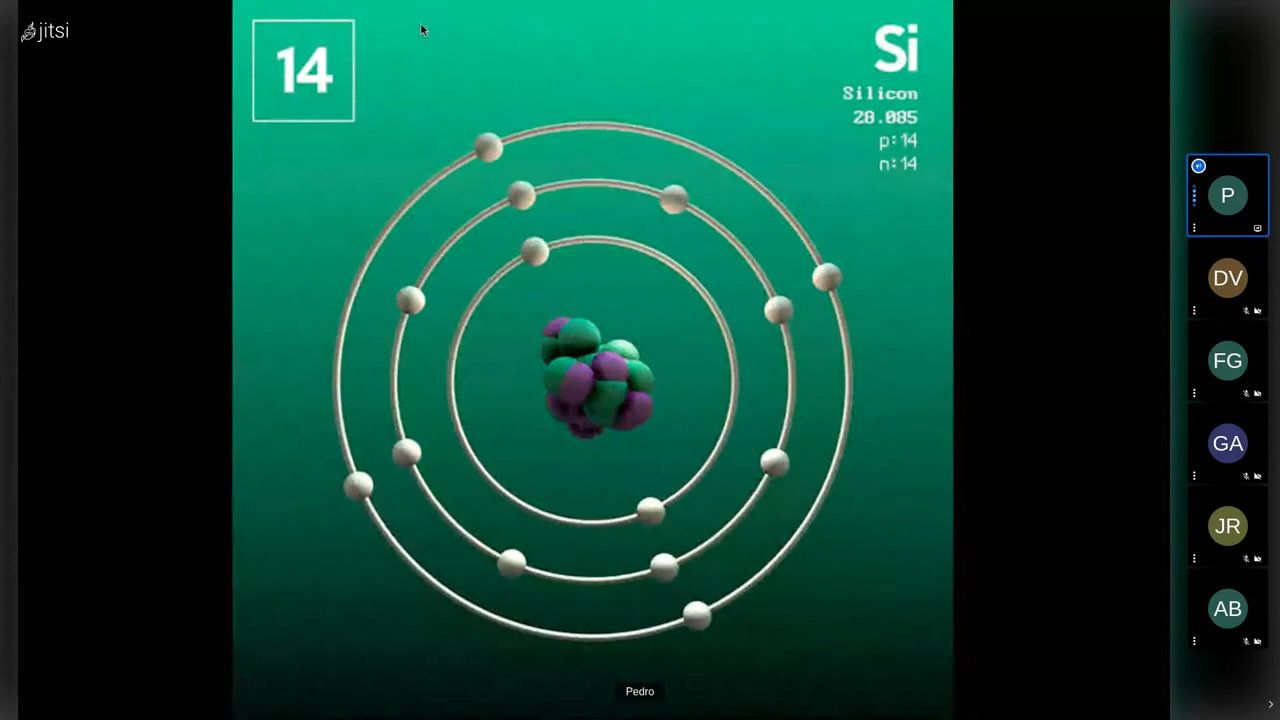 jitsi
14
Si
Silicon
28.085
p:14
n:14
P
DV
FG
GA
JR
AB
Pedro